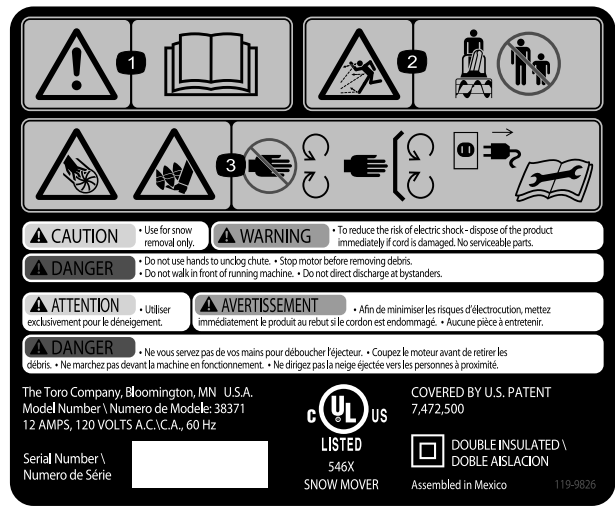 1
2
3
CAUTION • Use for snow
removal only.
WARNING • To reduce the risk of electric shock - dispose of the product
immediately if cord is damaged. No serviceable parts.
DANGER • Do not use hands to unclog chute. • Stop motor before removing debris.
• Do not walk in front of running machine. • Do not direct discharge at bystanders.
ATTENTION • Utiliser
exclusivement pour le déneigement.
AVERTISSEMENT • Afin de minimiser les risques d'électrocution, mettez
immédiatement le produit au rebut si le cordon est endommagé. • Aucune pièce à entretenir.
DANGER • Ne vous servez pas de vos mains pour déboucher l'éjecteur. • Coupez le moteur avant de retirer les
débris. • Ne marchez pas devant la machine en fonctionnement. • Ne dirigez pas la neige éjectée vers les personnes à proximité.
The Toro Company, Bloomington, MN U.S.A.
Model Number \ Numero de Modele: 38371
12 AMPS, 120 VOLTS A.C.\C.A., 60 Hz
Serial Number \
Numero de Série
C UL US
LISTED
546X
SNOW MOVER
COVERED BY U.S. PATENT
7,472,500
DOUBLE INSULATED \
DOBLE AISLACION
Assembled in Mexico 119-9826